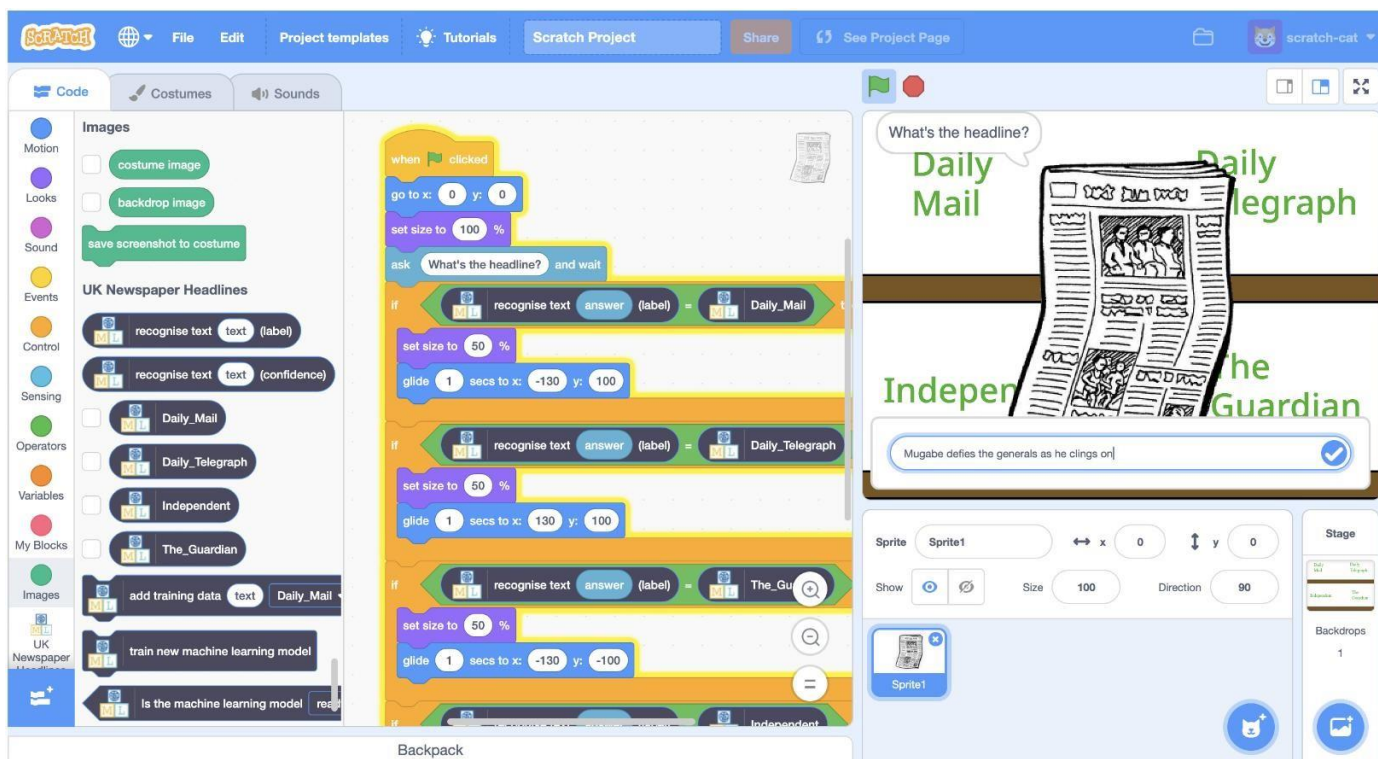 SCRATCH File Edit Project templates Tutorials Scratch Project Share See Project Page scratch-cat
Code Costumes Sounds
Motion
Looks
Sound
Events
Control
Sensing
Operators
Variables
My Blocks
Images
UK
Newspaper
Images
costume image
backdrop image
save screenshot to costume
UK Newspaper Headlines
recognise text text (label)
recognise text text (confidence)
Daily_Mail
Daily_Telegraph
Independent
The_Guardian
add training data text Daily_Mail
train new machine learning model
Is the machine learning model
when clicked
go to x: 0 y: 0
set size to 100 %
ask What's the headline? and wait
if recognise text answer (label) = Daily_Mail t
set size to 50 %
glide 1 secs to x: -130 y: 100
if recognise text answer (label) = Daily_Telegraph
set size to 50 %
glide 1 secs to x: 130 y: 100
if recognise text answer (label) = The_Gu
set size to 50 %
glide 1 secs to x: -130 y: -100
if Independent
Backpack
What's the headline?
Daily
Mail
Daily
legraph
Indepen
he
Guardian
Mugabe defies the generals as he clings on
Sprite Sprite1 x 0 y 0
Show Size 100 Direction 90
Sprite1
Stage
Backdrops
1